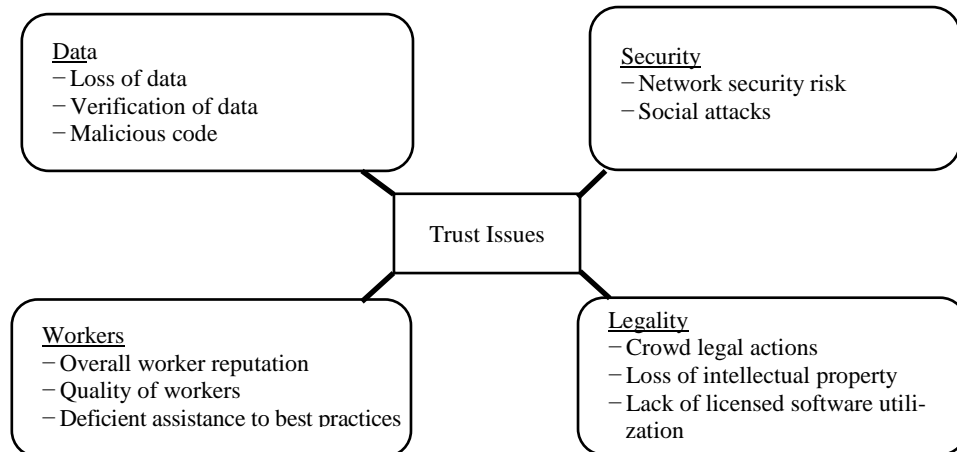 Data
− Loss of data
− Verification of data
− Malicious code
Security
− Network security risk
− Social attacks
Trust Issues
Workers
− Overall worker reputation
− Quality of workers
− Deficient assistance to best practices
Legality
− Crowd legal actions
− Loss of intellectual property
− Lack of licensed software utili-
zation